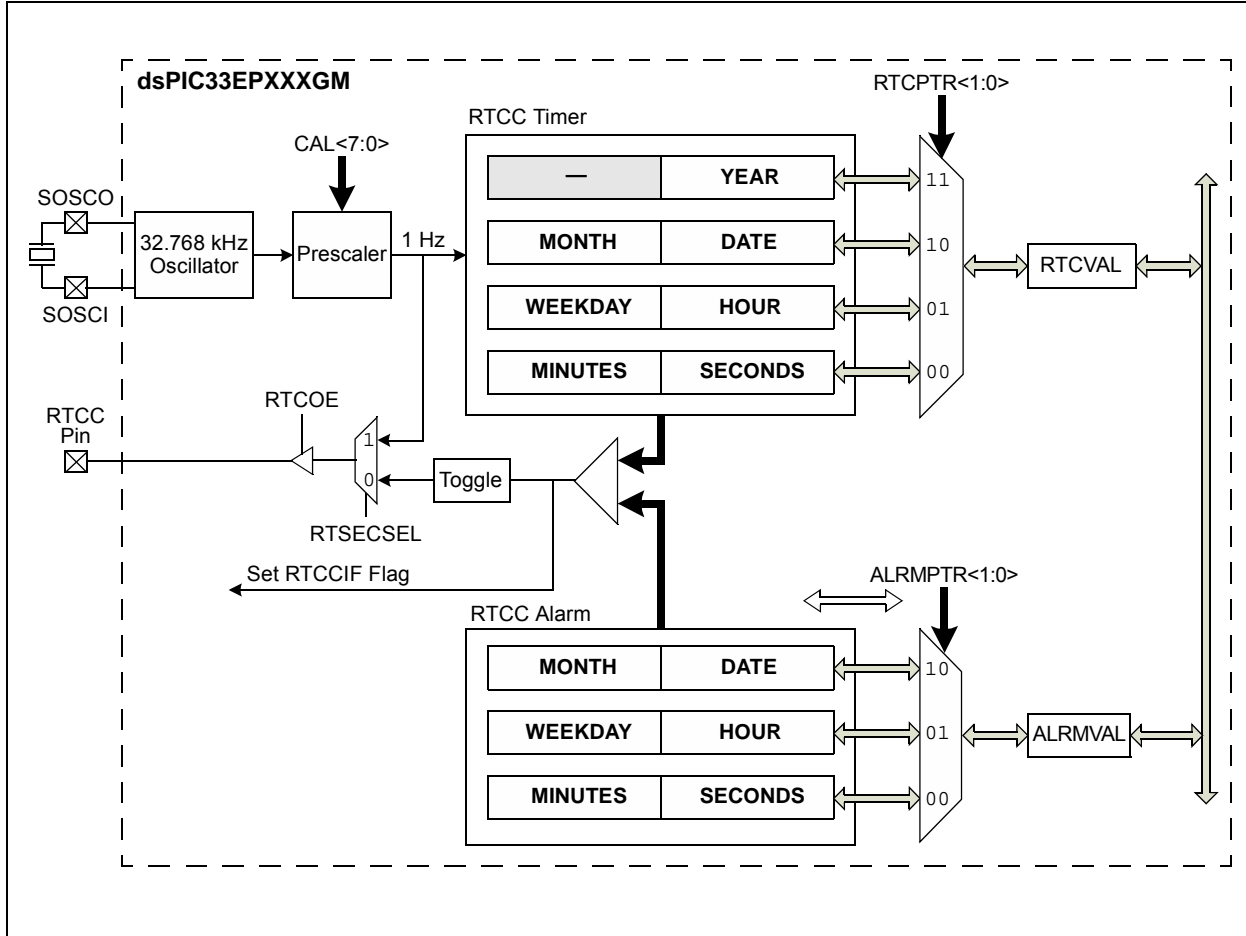 dsPIC33EPXXXGM
RTCPTR<1:0>
RTCC Timer
CAL<7:0>
— YEAR 11
SOSCO
32.768 kHz
Oscillator
Prescaler
1 Hz
MONTH DATE 10
RTCVAL
SOSCI
WEEKDAY HOUR 01
MINUTES SECONDS 00
RTCOE
RTCC
Pin
1
0
Toggle
RTSECSEL
Set RTCCIF Flag
ALRMPTR<1:0>
RTCC Alarm
MONTH DATE 10
WEEKDAY HOUR 01
ALRMVAL
MINUTES SECONDS 00